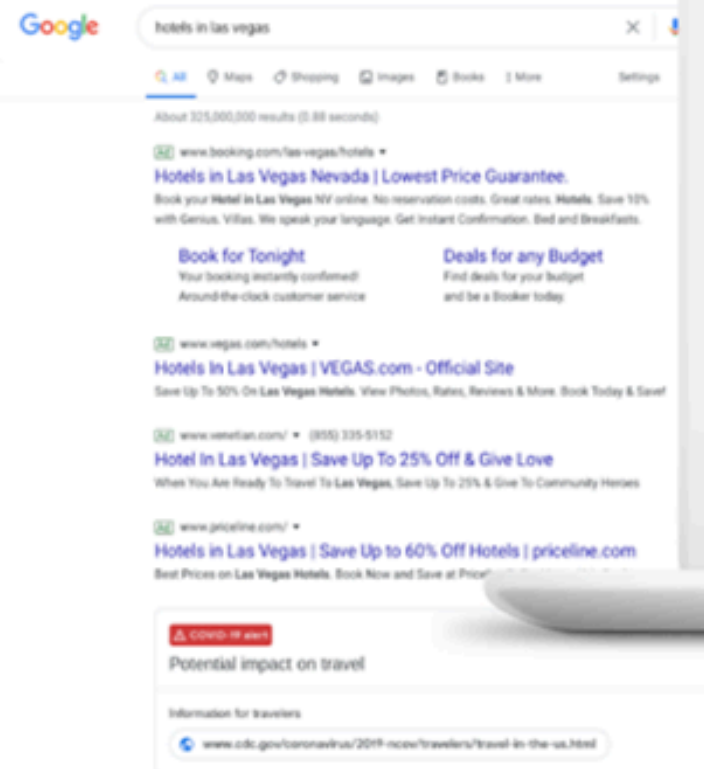 Google
hotels in las vegas
All Maps Shopping Images Books More Settings
About 325,000,000 results (0.88 seconds)
Ad www.booking.com/las-vegas/hotels
Hotels in Las Vegas Nevada | Lowest Price Guarantee.
Book your Hotel in Las Vegas NV online. No reservation costs. Great rates. Hotels. Save 10%
with Genius. Villas. We speak your language. Get Instant Confirmation. Bed and Breakfasts.
Book for Tonight Deals for any Budget
Your booking instantly confirmed! Find deals for your budget
Around-the-clock customer service and be a Booker today.
Ad www.vegas.com/hotels
Hotels In Las Vegas | VEGAS.com - Official Site
Save Up To 50% On Las Vegas Hotels. View Photos, Rates, Reviews & More. Book Today & Save!
Ad www.venetian.com/ (855) 335-5152
Hotel In Las Vegas | Save Up To 25% Off & Give Love
When You Are Ready To Travel To Las Vegas, Save Up To 25% & Give To Community Heroes
Ad www.priceline.com/
Hotels in Las Vegas | Save Up to 60% Off Hotels | priceline.com
Best Prices on Las Vegas Hotels. Book Now and Save at
COVID-19 alert
Potential impact on travel
Information for travelers
www.cdc.gov/coronavirus/2019-ncov/travelers/travel-in-the-us.html